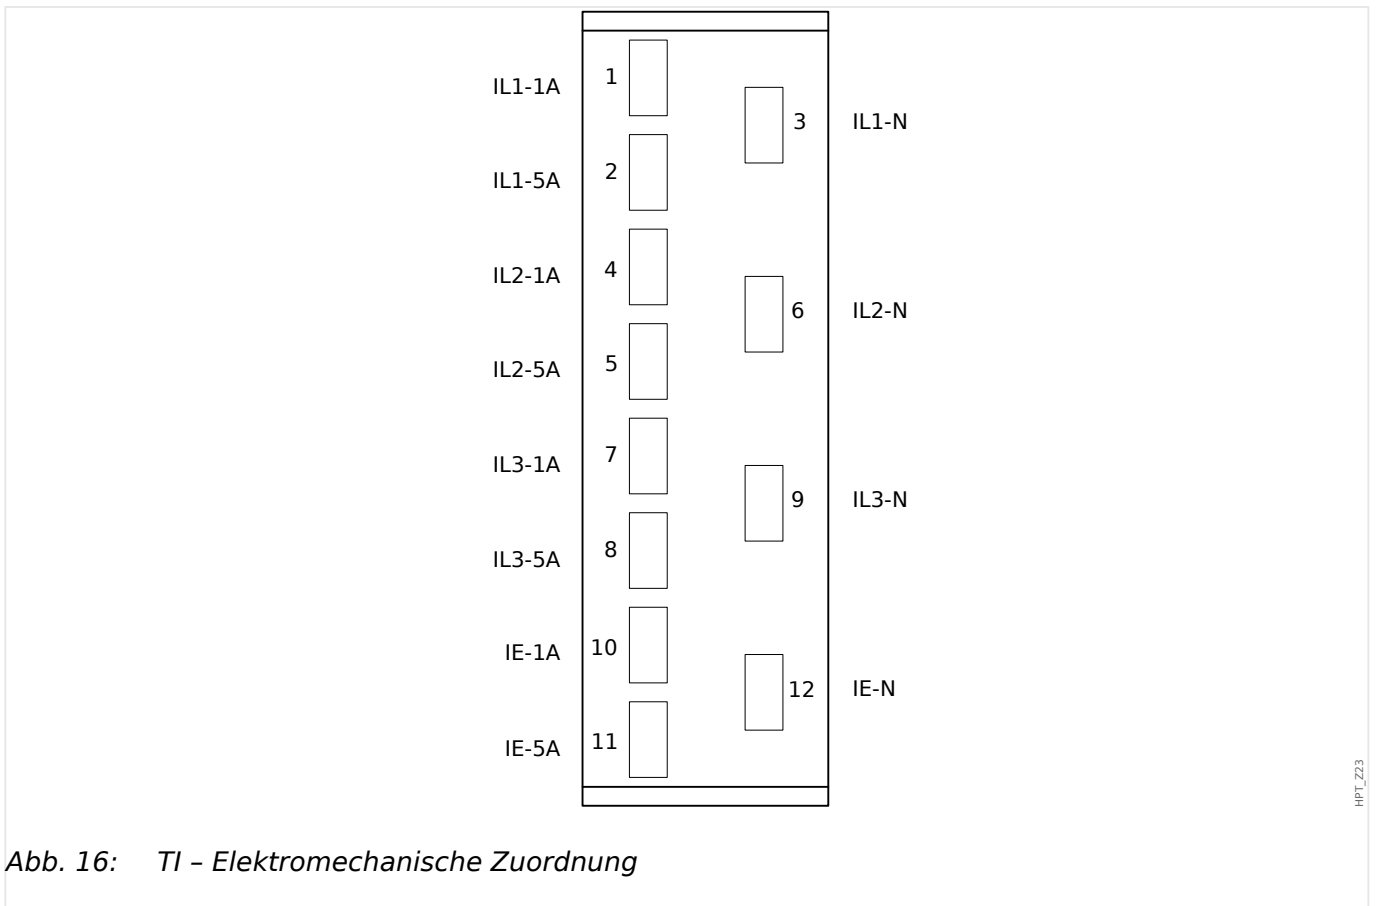 IL1-1A 1
3 IL1-N
IL1-5A 2
IL2-1A 4
6 IL2-N
IL2-5A 5
IL3-1A 7
9 IL3-N
IL3-5A 8
IE-1A 10
12 IE-N
IE-5A 11
HPT_Z23
Abb. 16: TI – Elektromechanische Zuordnung